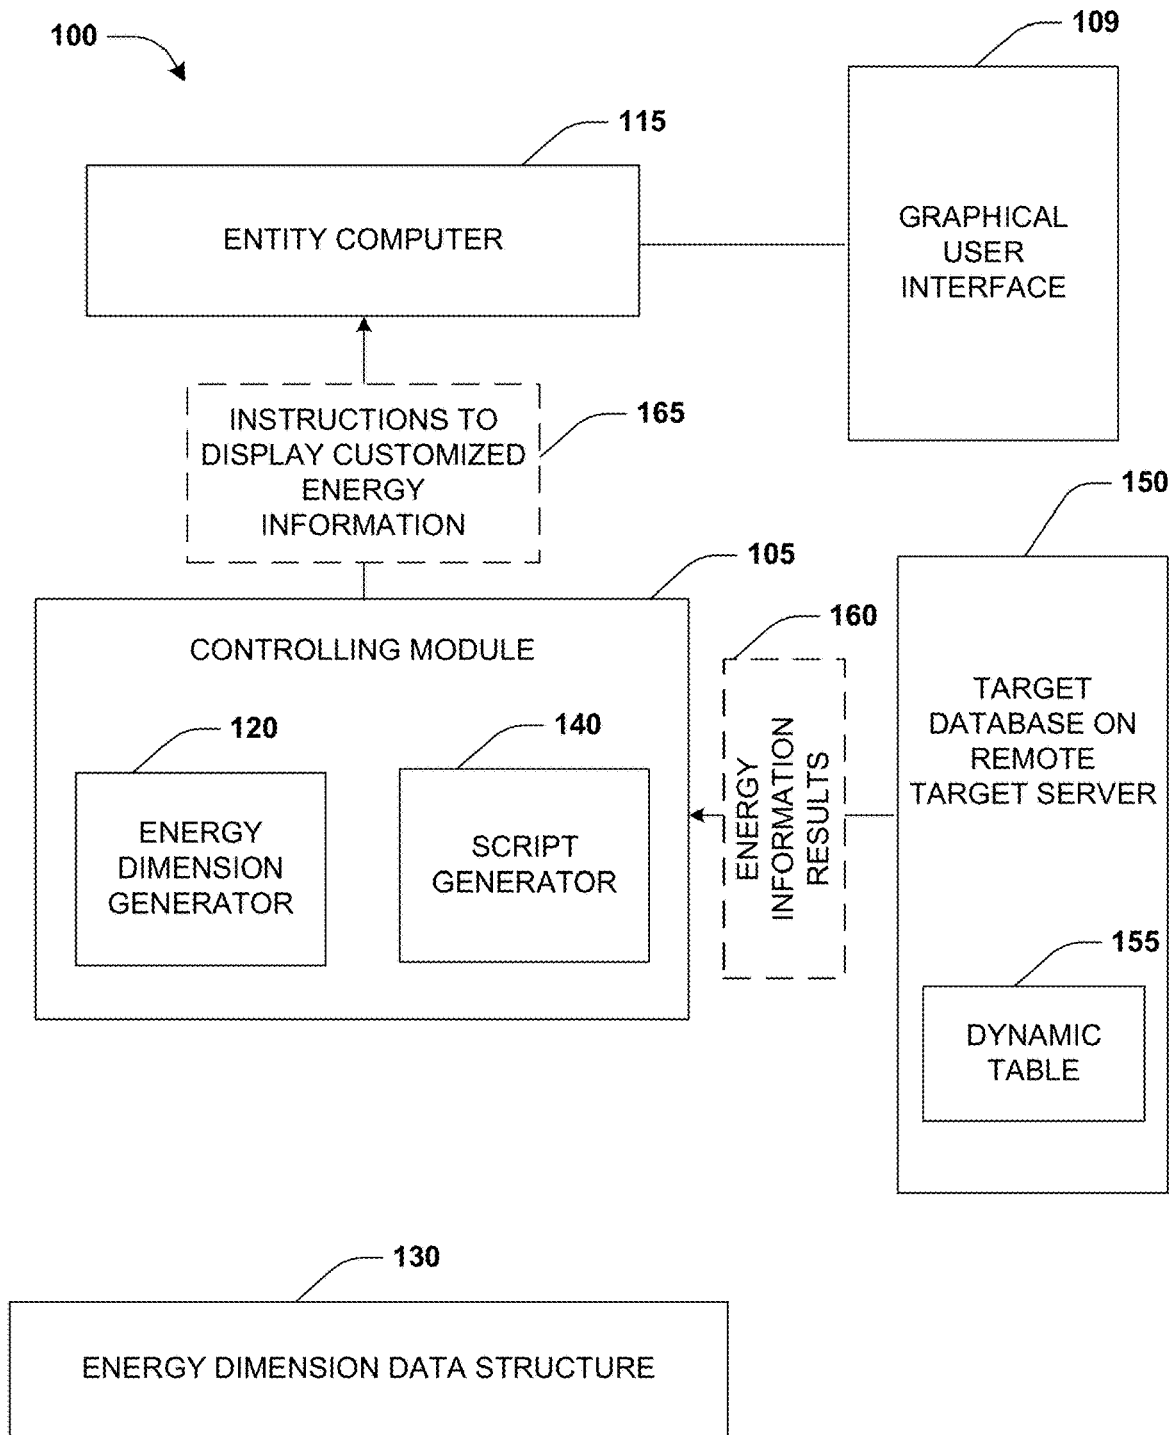 100
109
115
ENTITY COMPUTER
GRAPHICAL
USER
INTERFACE
INSTRUCTIONS TO
DISPLAY CUSTOMIZED
ENERGY
INFORMATION
165
150
105
160
CONTROLLING MODULE
120
140
ENERGY
DIMENSION
GENERATOR
SCRIPT
GENERATOR
ENERGY
INFORMATION
RESULTS
TARGET
DATABASE ON
REMOTE
TARGET SERVER
155
DYNAMIC
TABLE
130
ENERGY DIMENSION DATA STRUCTURE